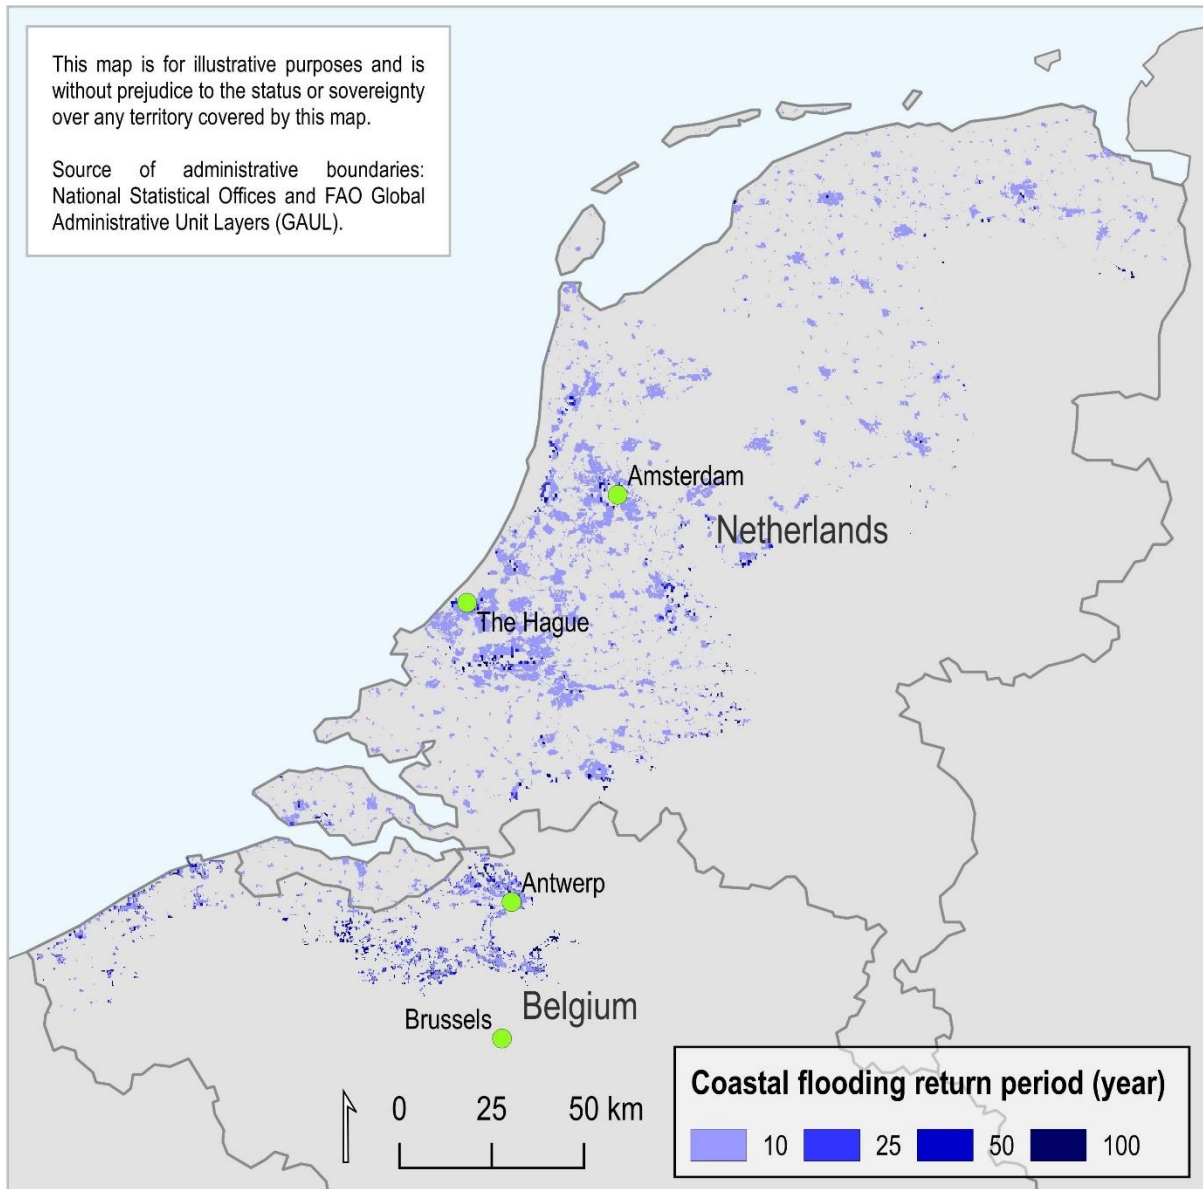 This map is for illustrative purposes and is
without prejudice to the status or sovereignty
over any territory covered by this map.
Source of administrative boundaries:
National Statistical Offices and FAO Global
Administrative Unit Layers (GAUL).
Amsterdam
Netherlands
The Hague
Antwerp
Belgium
Brussels
0 25 50 km
Coastal flooding return period (year)
10 25 50 100